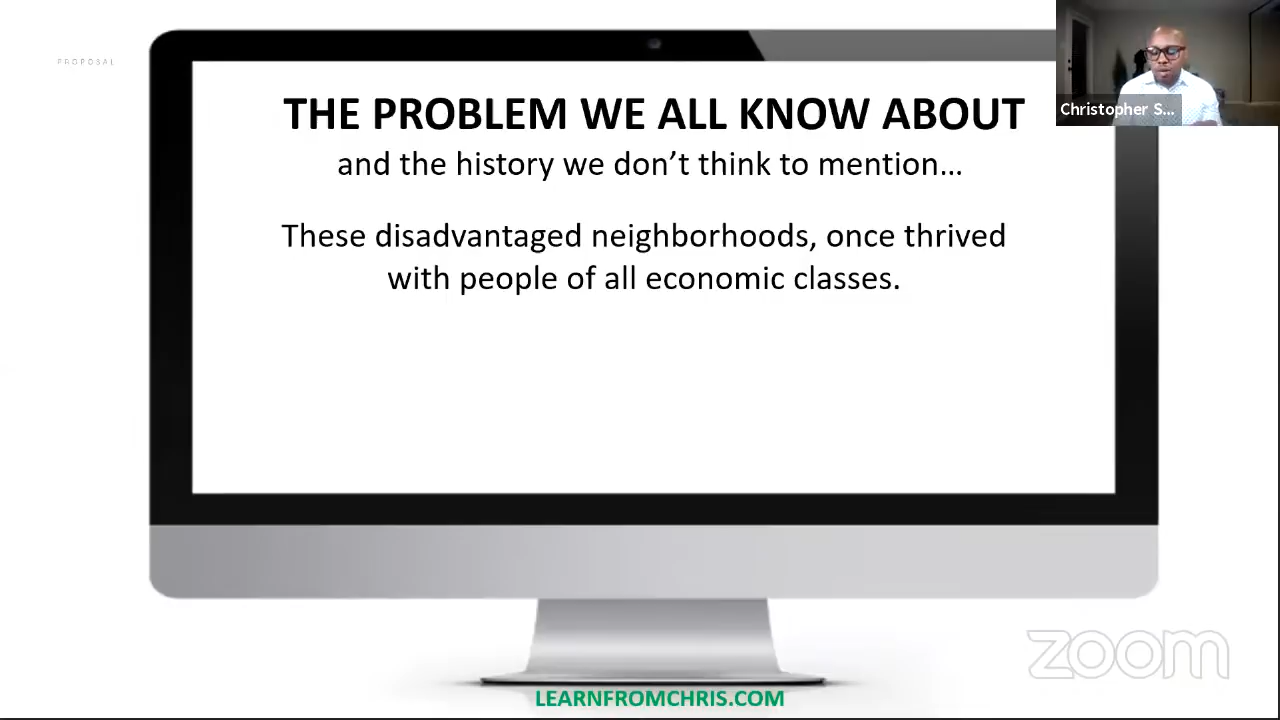 PROPOSAL
THE PROBLEM WE ALL KNOW ABOUT
and the history we don’t think to mention…
These disadvantaged neighborhoods, once thrived
with people of all economic classes.
Christopher S...
zoom
LEARNFROMCHRIS.COM